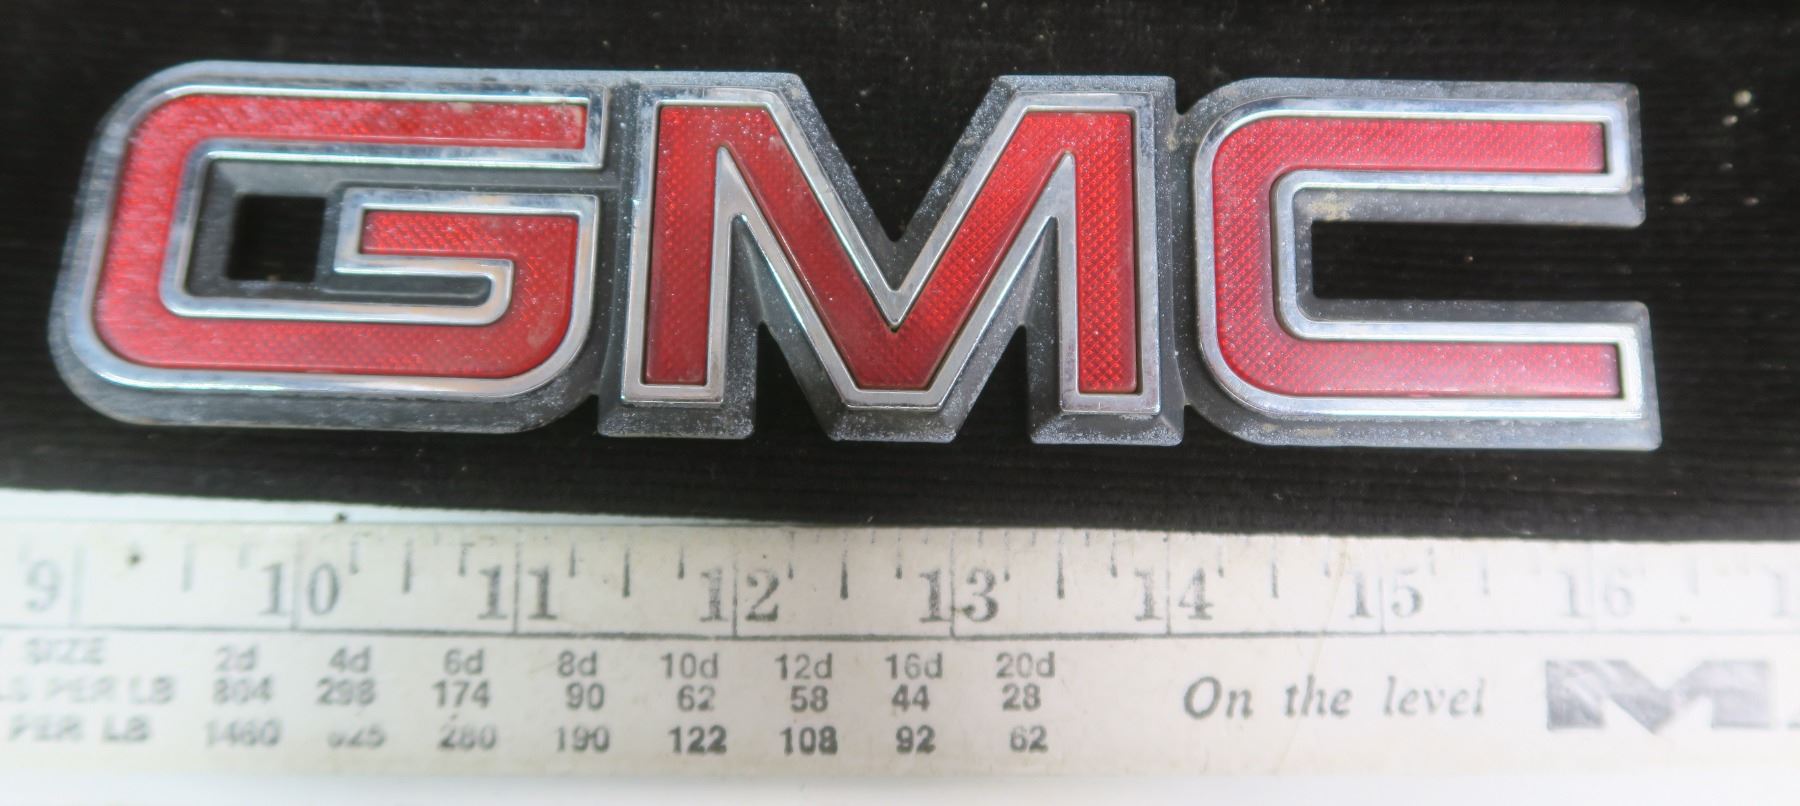 GMC
9 10 11 12 13 14 15 16
SIZE 2d 4d 6d 8d 10d 12d 16d 20d
PER LB 804 298 174 90 62 58 44 28
PER LB 1460 280 190 122 108 92 62
On the level